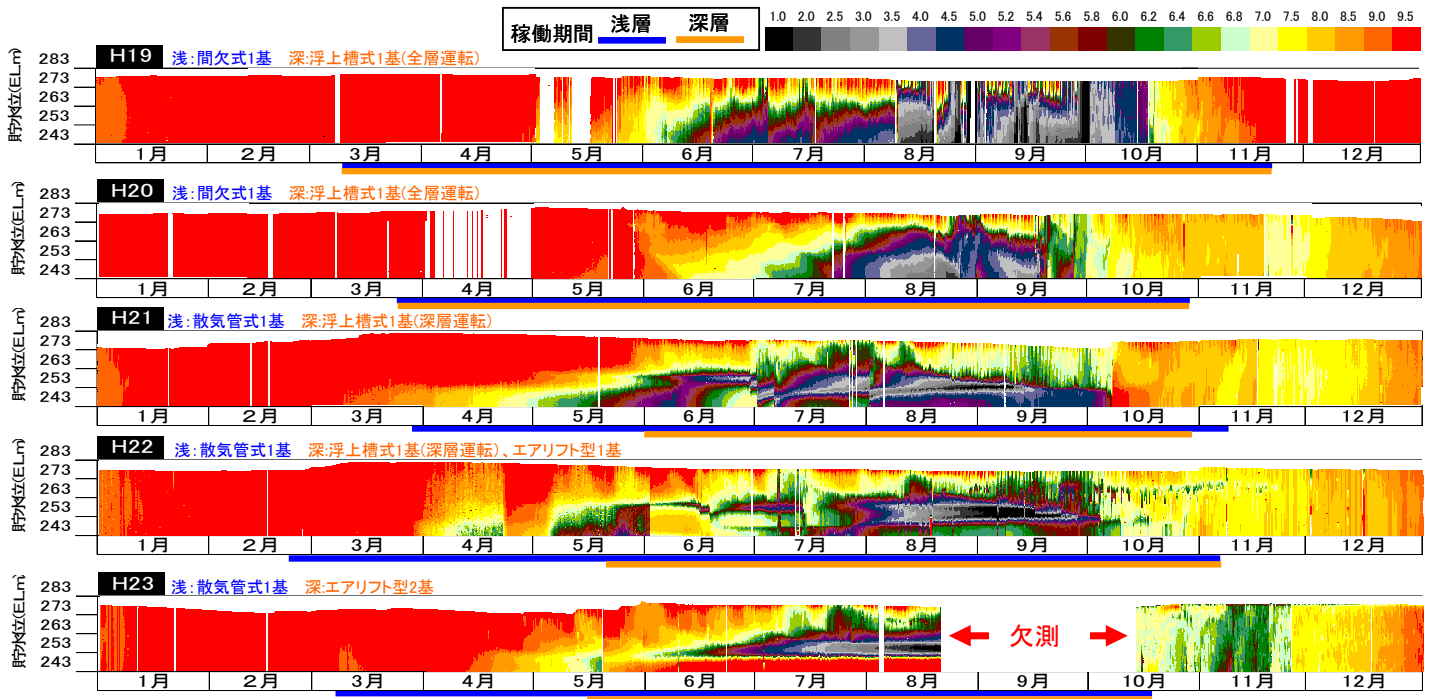 稼働期間 浅層 深層
1.0 2.0 2.5 3.0 3.5 4.0 4.5 5.0 5.2 5.4 5.6 5.8 6.0 6.2 6.4 6.6 6.8 7.0 7.5 8.0 8.5 9.0 9.5
H19 浅:間欠式1基 深:浮上槽式1基(全層運転)
貯水位(EL.m)
283
273
263
253
243
1月 2月 3月 4月 5月 6月 7月 8月 9月 10月 11月 12月
H20 浅:間欠式1基 深:浮上槽式1基(全層運転)
貯水位(EL.m)
283
273
263
253
243
1月 2月 3月 4月 5月 6月 7月 8月 9月 10月 11月 12月
H21 浅:散気管式1基 深:浮上槽式1基(深層運転)
貯水位(EL.m)
283
273
263
253
243
1月 2月 3月 4月 5月 6月 7月 8月 9月 10月 11月 12月
H22 浅:散気管式1基 深:浮上槽式1基(深層運転)、エアリフト型1基
貯水位(EL.m)
283
273
263
253
243
1月 2月 3月 4月 5月 6月 7月 8月 9月 10月 11月 12月
H23 浅:散気管式1基 深:エアリフト型2基
貯水位(EL.m)
283
273
263
253
243
欠測
1月 2月 3月 4月 5月 6月 7月 8月 9月 10月 11月 12月